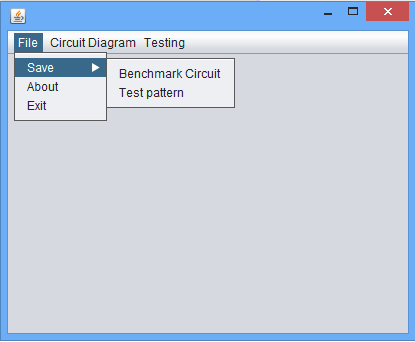 File Circuit Diagram Testing
Save
About
Exit
Benchmark Circuit
Test pattern